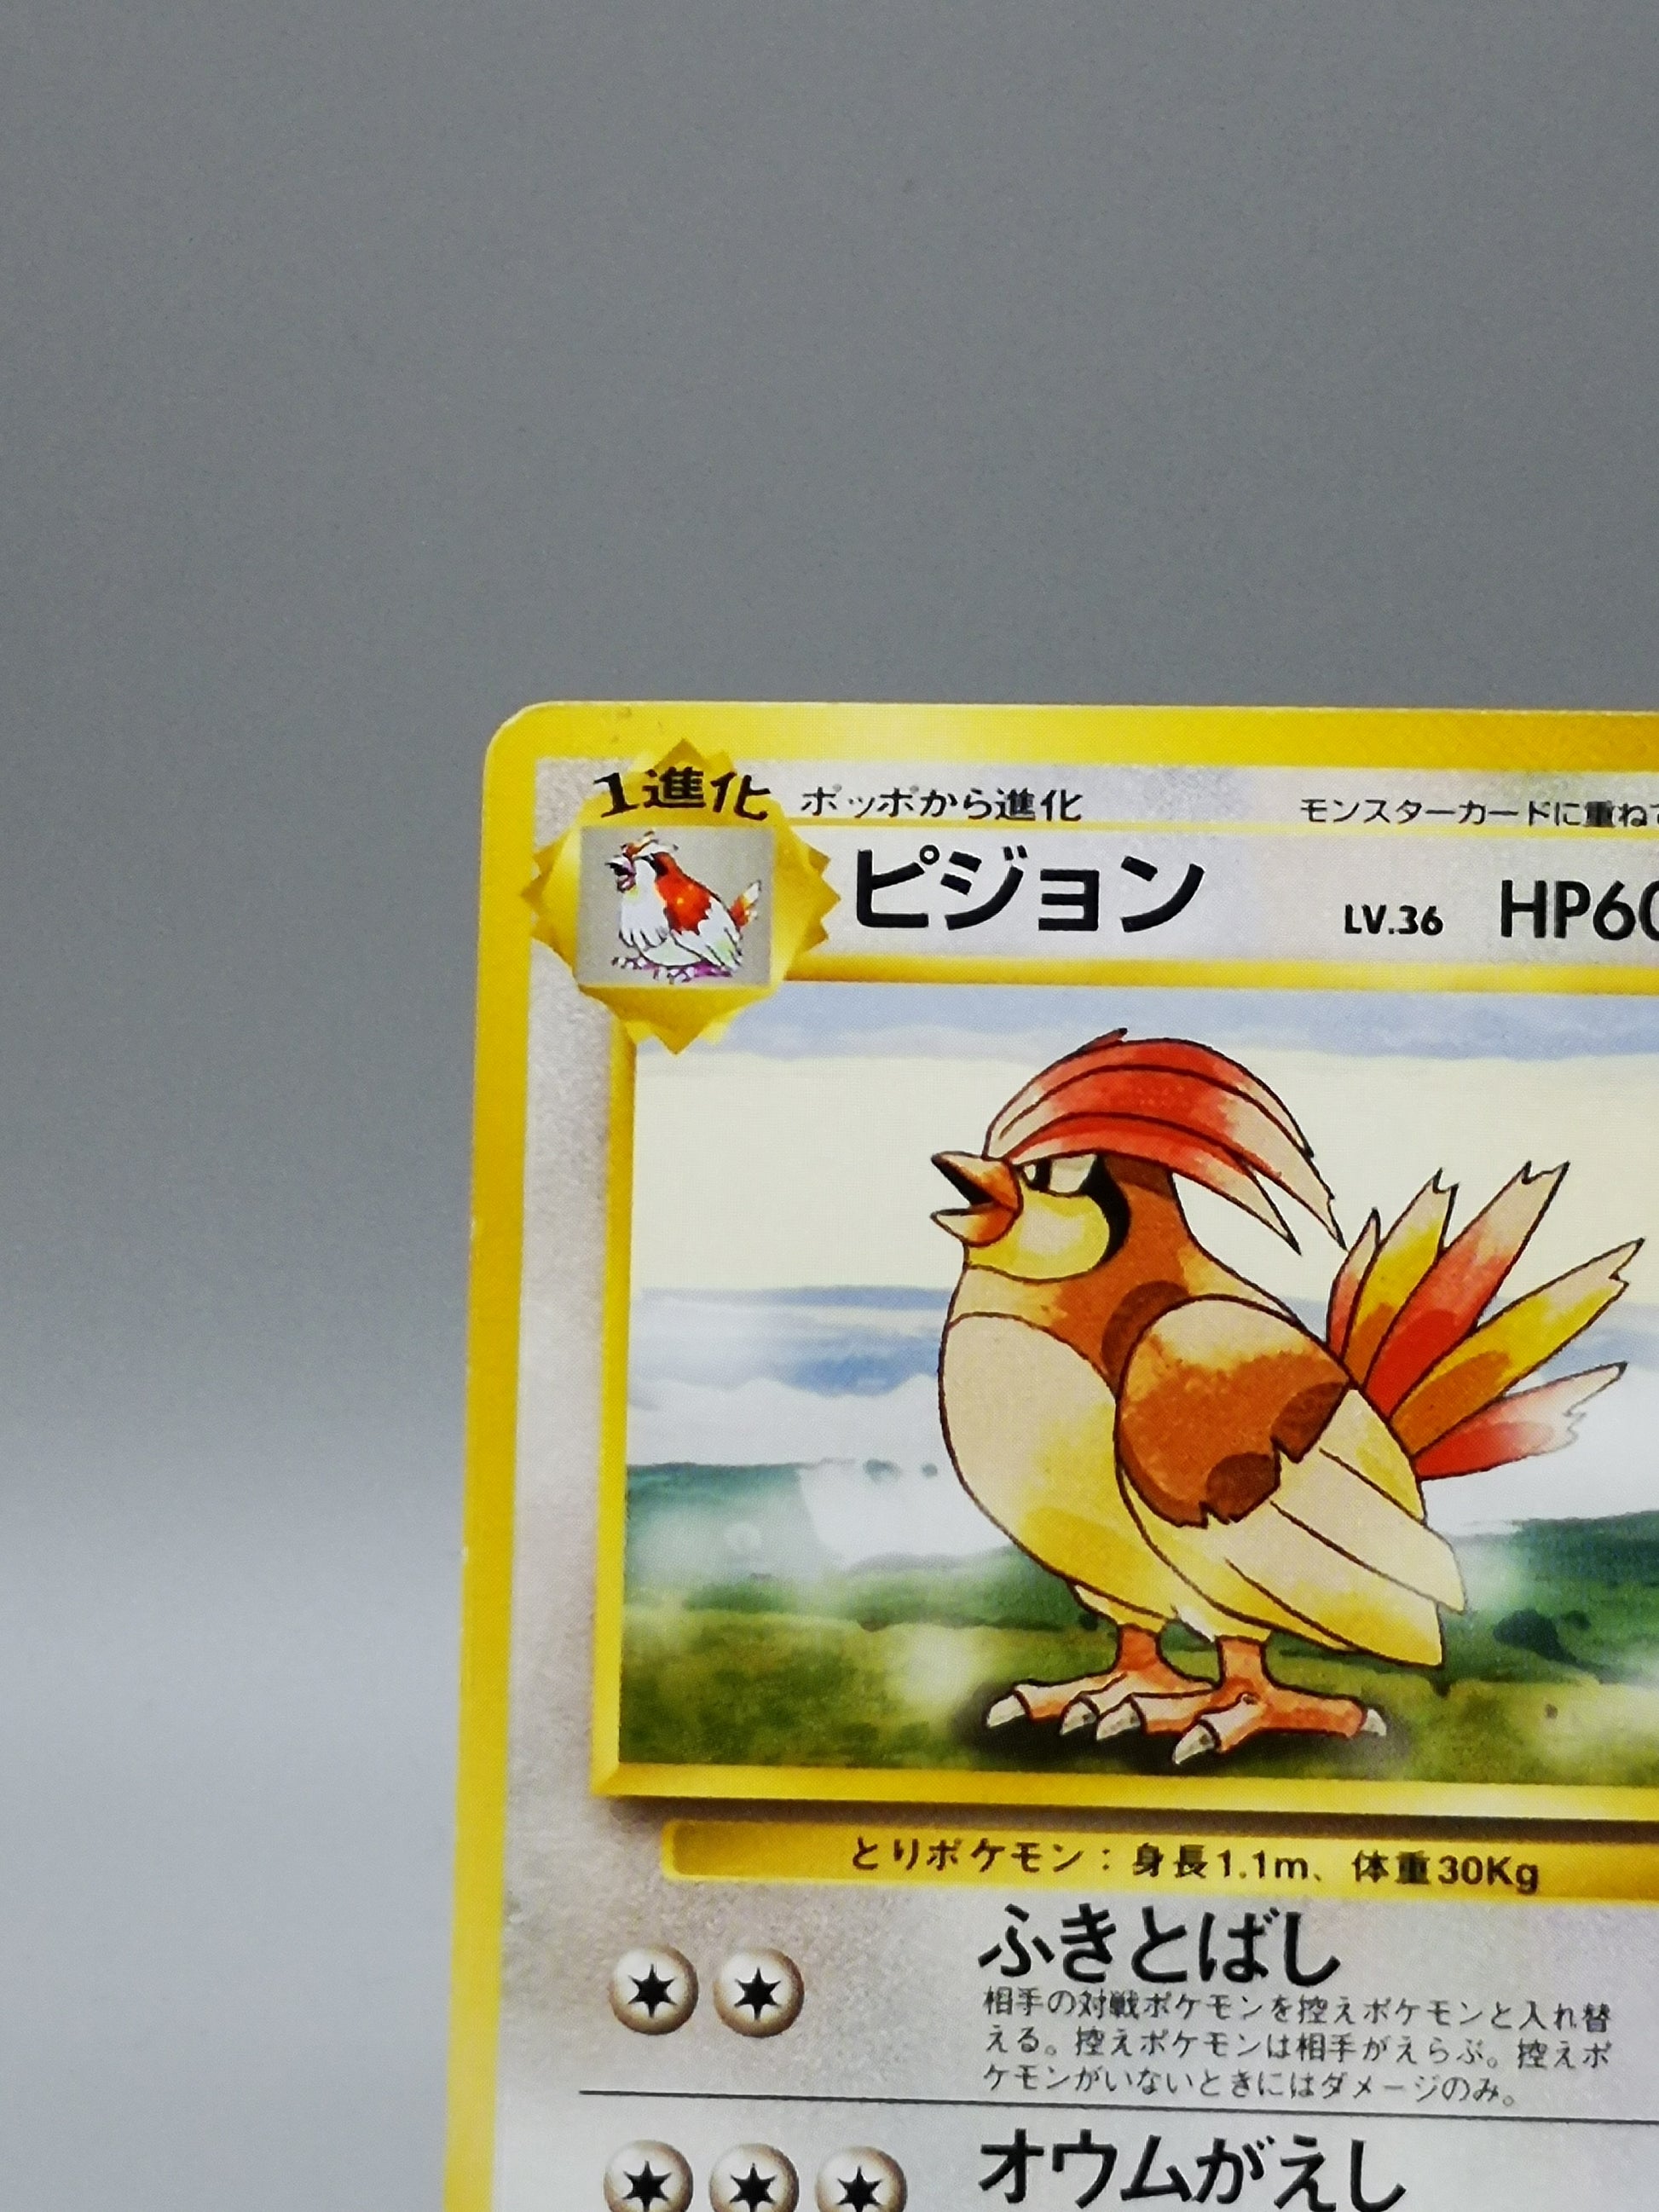 1進化 ポッポから進化 モンスターカードに重ね
ピジョン LV.36 HP60
とりポケモン：身長1.1m、体重30Kg
ふきとばし
相手の対戦ポケモンを控えポケモンと入れ替
える。控えポケモンは相手がえらぶ。控えポ
ケモンがいないときにはダメージのみ。
オウムがえし